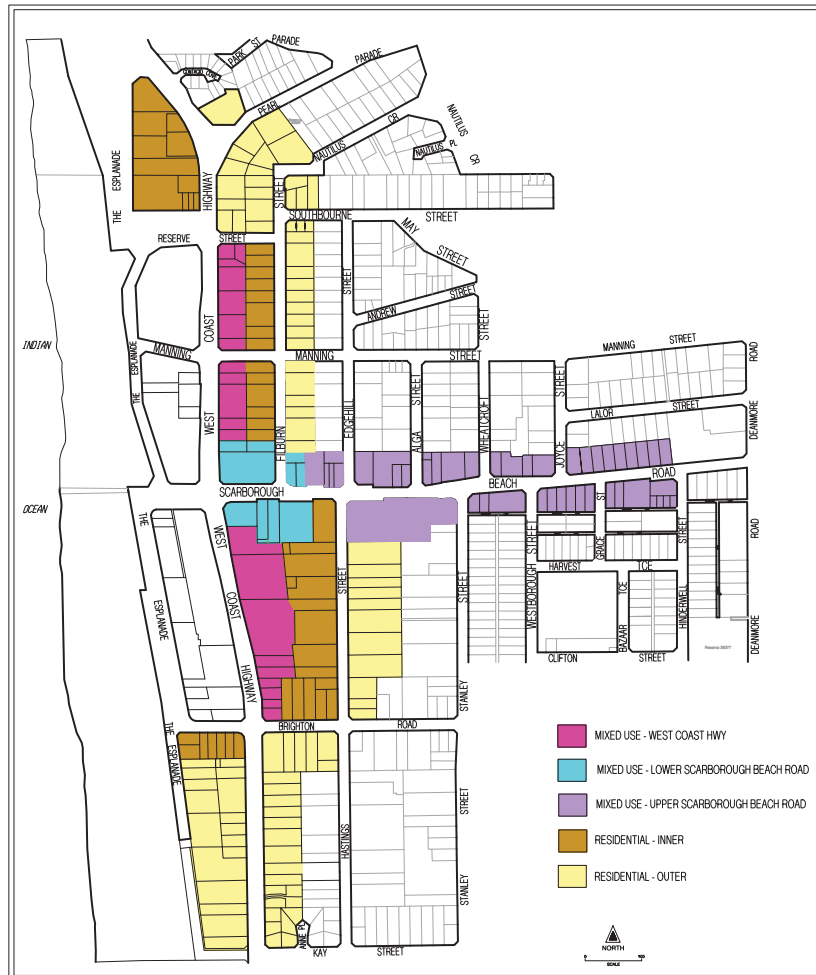 PARADE
ST
PARK
PARADE
PEARL
NAUTILUS
CR
NAUTILUS
NAUTILUS PL
CR
THE ESPLANADE
HIGHWAY
STREET
SOUTHBOURNE
STREET
RESERVE
STREET
MAY
STREET
STREET
ANDREW
STREET
STREET
COAST
INDIAN
MANNING
THE ESPLANADE
MANNING
STREET
MANNING
STREET
ROAD
WEST
FILBURN
EDGEHILL
ALGA
STREET
WHEATCROFT
STREET
JOYCE
LALOR
STREET
DEANMORE
SCARBOROUGH
BEACH
ROAD
OCEAN
THE
ESPLANADE
WEST
COAST
HIGHWAY
STREET
STREET
WESTBOROUGH
STREET
GRACE
ST
HARVEST
TCE
BAZAAR
TCE
HINDERWELL
STREET
ROAD
DEANMORE
CLIFTON
STREET
STANLEY
THE ESPLANADE
BRIGHTON
ROAD
HASTINGS
STREET
STANLEY
ANNE PL
KAY
STREET
MIXED USE - WEST COAST HWY
MIXED USE - LOWER SCARBOROUGH BEACH ROAD
MIXED USE - UPPER SCARBOROUGH BEACH ROAD
RESIDENTIAL - INNER
RESIDENTIAL - OUTER
NORTH
0
100
SCALE